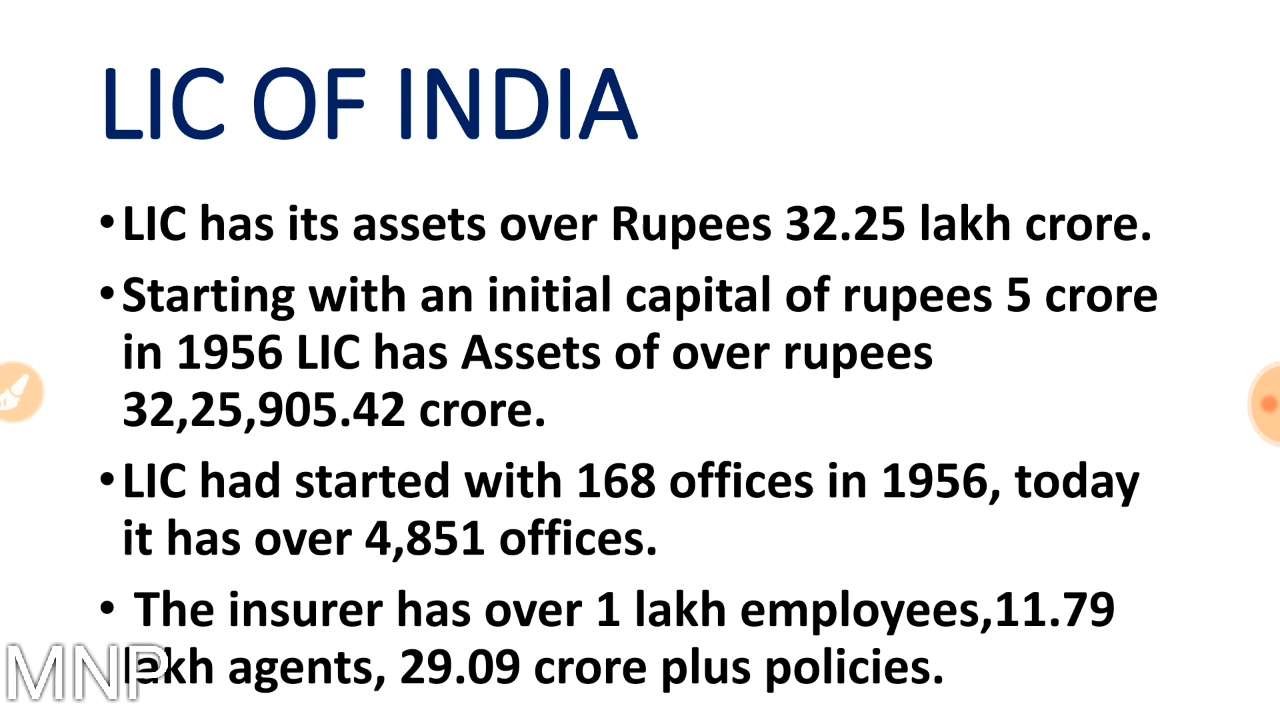 LIC OF INDIA
•LIC has its assets over Rupees 32.25 lakh crore.
•Starting with an initial capital of rupees 5 crore
in 1956 LIC has Assets of over rupees
32,25,905.42 crore.
•LIC had started with 168 offices in 1956, today
it has over 4,851 offices.
• The insurer has over 1 lakh employees,11.79
lakh agents, 29.09 crore plus policies.
MNP